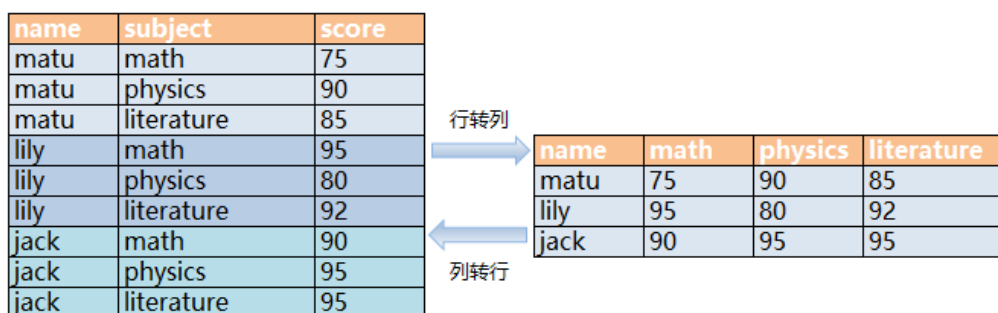 name subject score
matu math 75
matu physics 90
matu literature 85
lily math 95
lily physics 80
lily literature 92
jack math 90
jack physics 95
jack literature 95
行转列
列转行
name math physics literature
matu 75 90 85
lily 95 80 92
jack 90 95 95